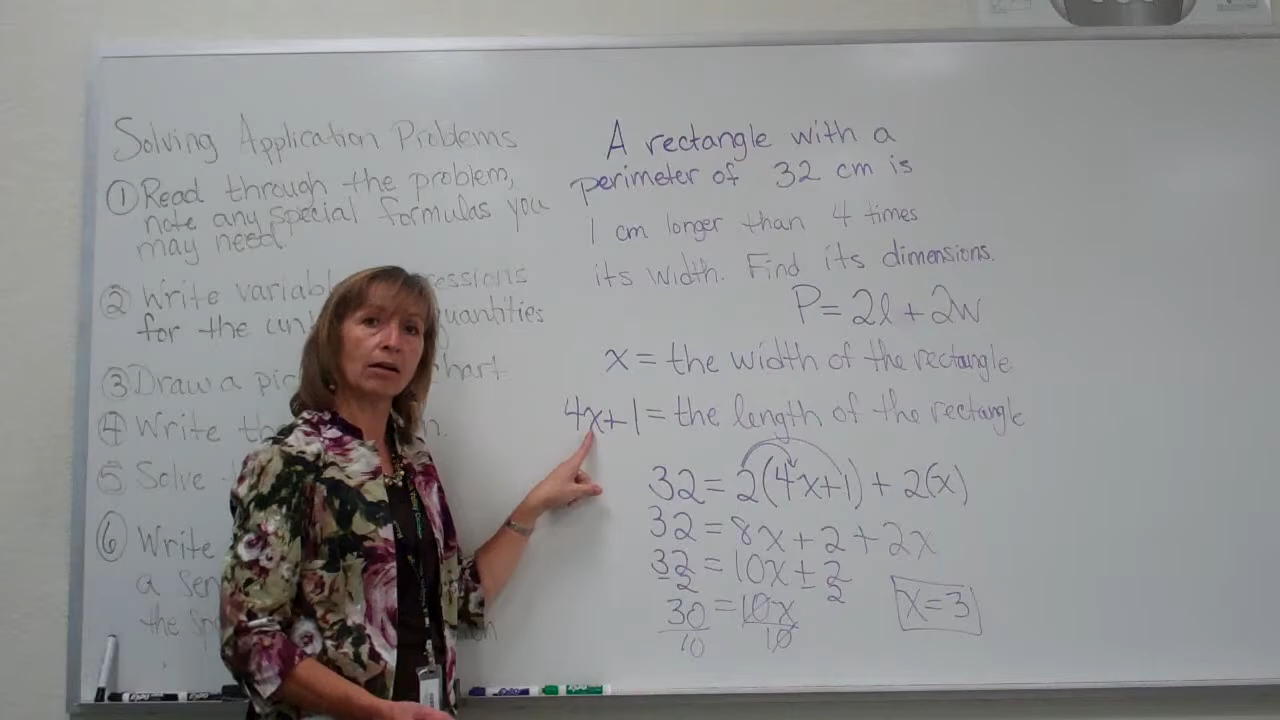 Solving Application Problems
① Read through the problem,
note any special formulas you
may need.
② Write variable
for the quantities
③ Draw a chart
④ Write
⑤ Solve
⑥ Write
a
the
A rectangle with a
perimeter of 32 cm is
1 cm longer than 4 times
its width. Find its dimensions.
P=2l+2w
x = the width of the rectangle
4x+1= the length of the rectangle
32=2(4x+1)+2(x)
32=8x+2+2x
32=10x+2
-2 -2
30=10x
10 10
x=3